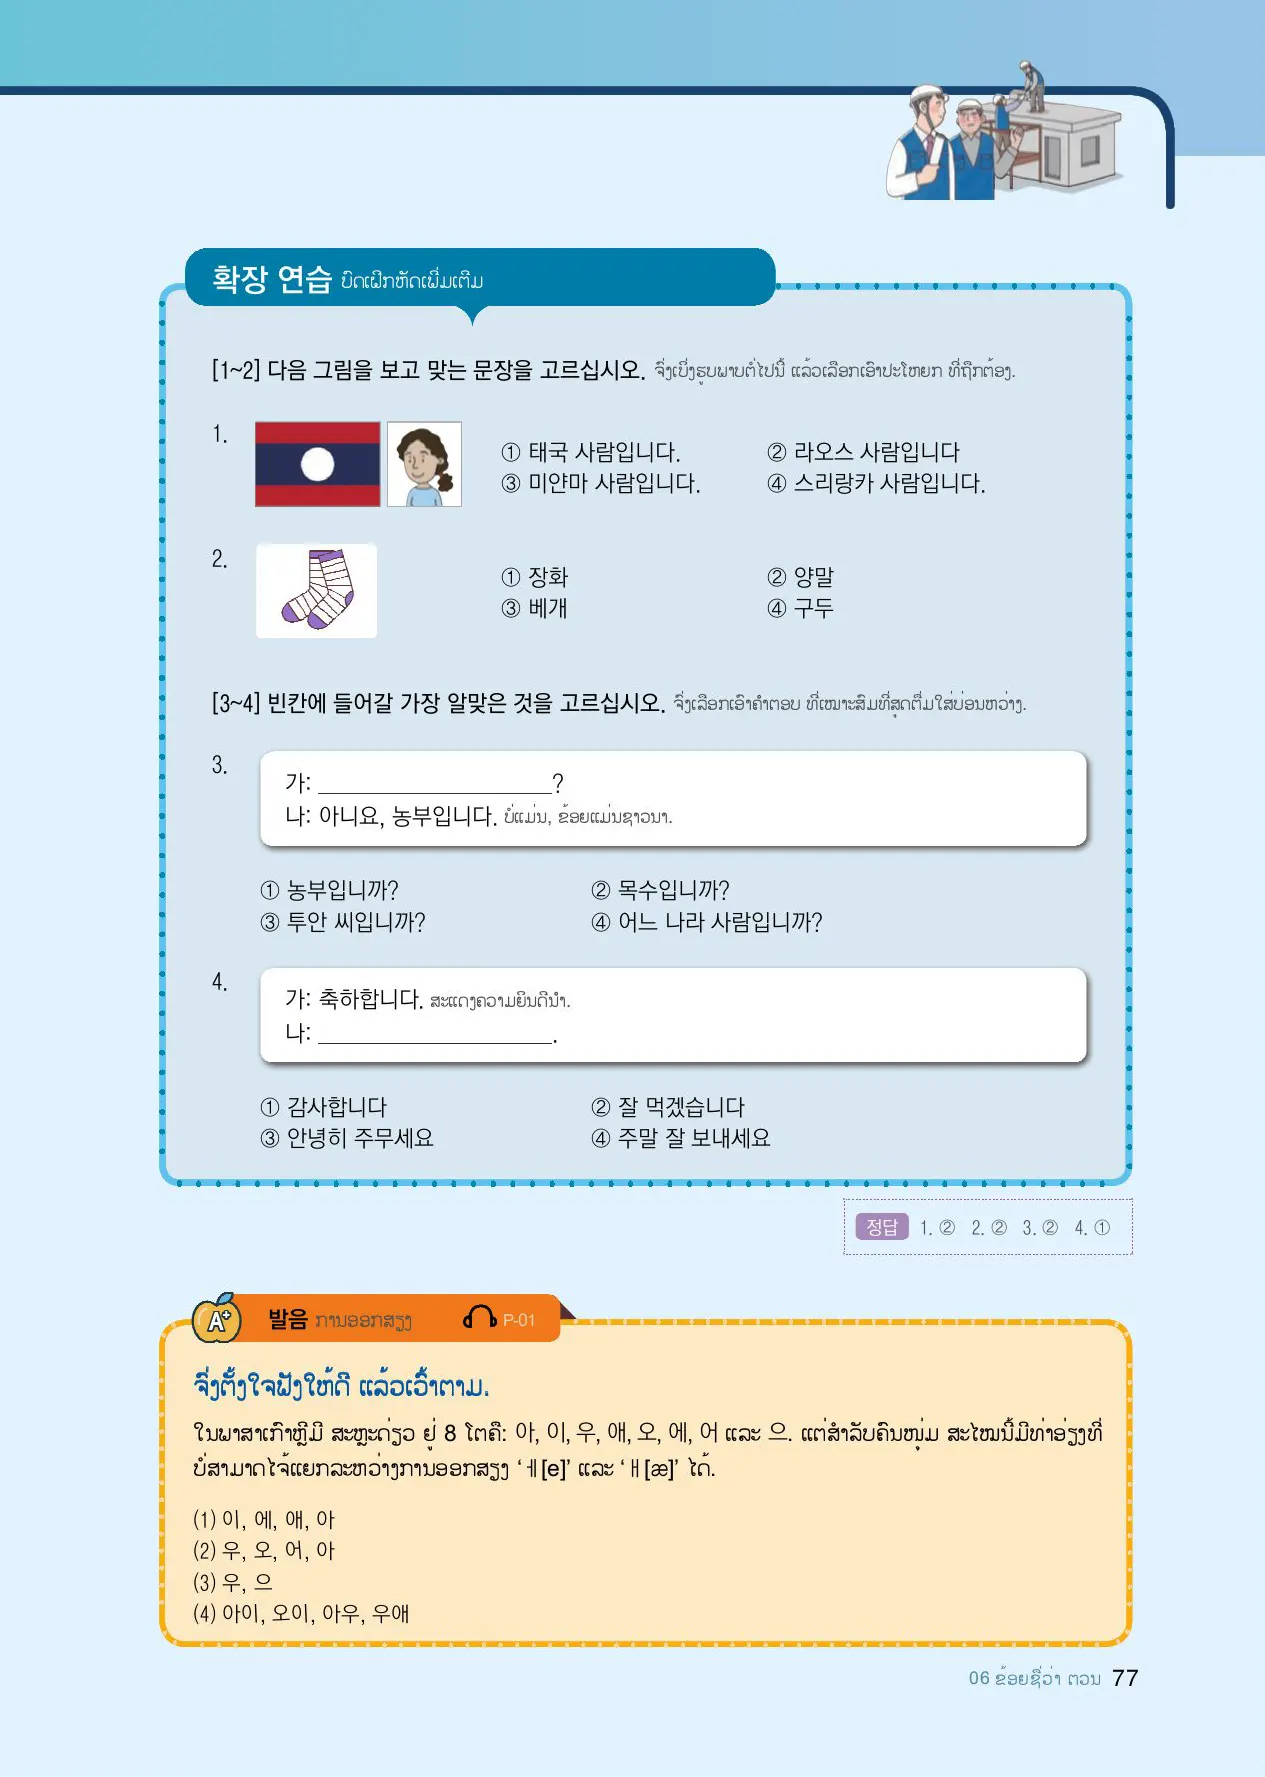 확장 연습 ບົດເຝິກຫັດເພີ່ມເຕີມ
[1~2] 다음 그림을 보고 맞는 문장을 고르십시오. ຈົ່ງເບິ່ງຮູບພາບຕໍ່ໄປນີ້ ແລ້ວເລືອກເອົາປະໂຫຍກ ທີ່ຖືກຕ້ອງ.
1.
① 태국 사람입니다. ② 라오스 사람입니다
③ 미얀마 사람입니다. ④ 스리랑카 사람입니다.
2.
① 장화 ② 양말
③ 베개 ④ 구두
[3~4] 빈칸에 들어갈 가장 알맞은 것을 고르십시오. ຈົ່ງເລືອກເອົາຄຳຕອບ ທີ່ເໝາະສົມທີ່ສຸດຕື່ມໃສ່ບ່ອນຫວ່າງ.
3.
가: ____________________?
나: 아니요, 농부입니다. ບໍ່ແມ່ນ, ຂ້ອຍແມ່ນຊາວນາ.
① 농부입니까? ② 목수입니까?
③ 투안 씨입니까? ④ 어느 나라 사람입니까?
4.
가: 축하합니다. ສະແດງຄວາມຍິນດີນຳ.
나: ____________________.
① 감사합니다 ② 잘 먹겠습니다
③ 안녕히 주무세요 ④ 주말 잘 보내세요
정답 1. ② 2. ② 3. ② 4. ①
A+ 발음 ການອອກສຽງ P-01
ຈົ່ງຕັ້ງໃຈຟັງໃຫ້ດີ ແລ້ວເວົ້າຕາມ.
ໃນພາສາເກົາຫຼີມີ ສະຫຼະດ່ຽວ ຢູ່ 8 ໂຕຄື: 아, 이, 우, 애, 오, 에, 어 ແລະ 으. ແຕ່ສຳລັບຄົນໜຸ່ມ ສະໄໝນີ້ມີທ່າອ່ຽງທີ່
ບໍ່ສາມາດໄຈ້ແຍກລະຫວ່າງການອອກສຽງ ‘ㅔ[e]’ ແລະ ‘ㅐ[æ]’ ໄດ້.
(1) 이, 에, 애, 아
(2) 우, 오, 어, 아
(3) 우, 으
(4) 아이, 오이, 아우, 우애
06 ຂ້ອຍຊື່ວ່າ ຕວນ 77